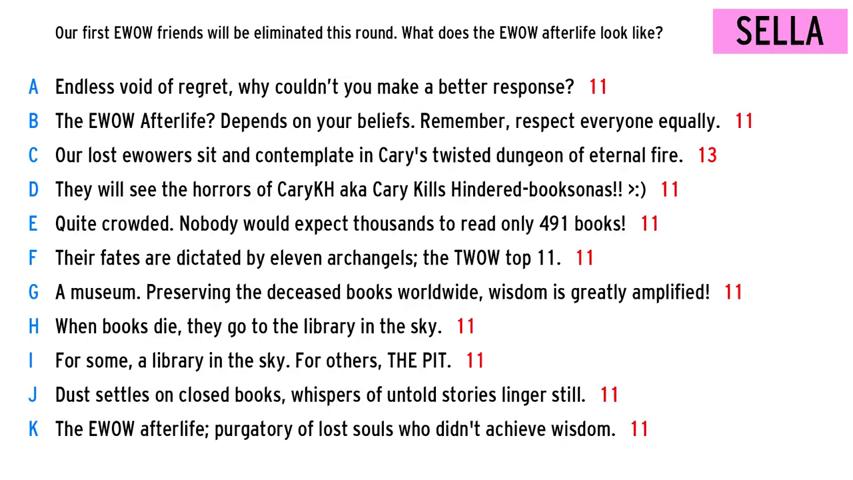 Our first EWOW friends will be eliminated this round. What does the EWOW afterlife look like?
SELLA
A Endless void of regret, why couldn't you make a better response? 11
B The EWOW Afterlife? Depends on your beliefs. Remember, respect everyone equally. 11
C Our lost ewowers sit and contemplate in Cary's twisted dungeon of eternal fire. 13
D They will see the horrors of CaryKH aka Cary Kills Hindered-booksonas!! >:) 11
E Quite crowded. Nobody would expect thousands to read only 491 books! 11
F Their fates are dictated by eleven archangels; the TWOW top 11. 11
G A museum. Preserving the deceased books worldwide, wisdom is greatly amplified! 11
H When books die, they go to the library in the sky. 11
I For some, a library in the sky. For others, THE PIT. 11
J Dust settles on closed books, whispers of untold stories linger still. 11
K The EWOW afterlife; purgatory of lost souls who didn't achieve wisdom. 11